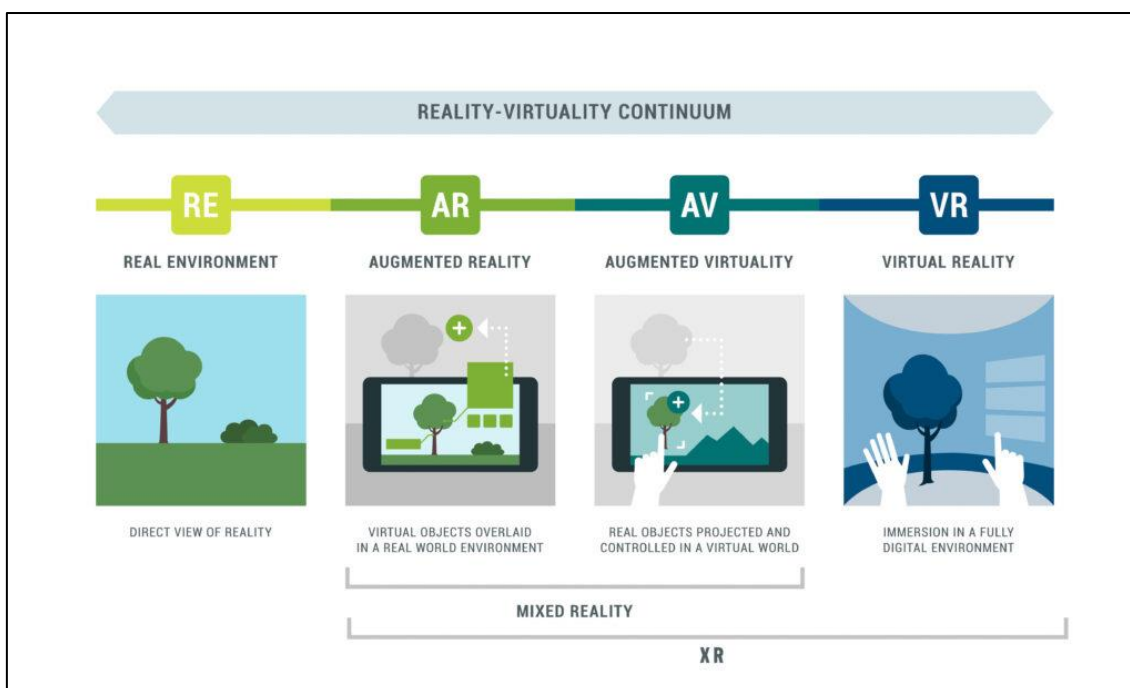 REALITY-VIRTUALITY CONTINUUM
RE
AR
AV
VR
REAL ENVIRONMENT
AUGMENTED REALITY
AUGMENTED VIRTUALITY
VIRTUAL REALITY
DIRECT VIEW OF REALITY
VIRTUAL OBJECTS OVERLAID
IN A REAL WORLD ENVIRONMENT
REAL OBJECTS PROJECTED AND
CONTROLLED IN A VIRTUAL WORLD
IMMERSION IN A FULLY
DIGITAL ENVIRONMENT
MIXED REALITY
XR